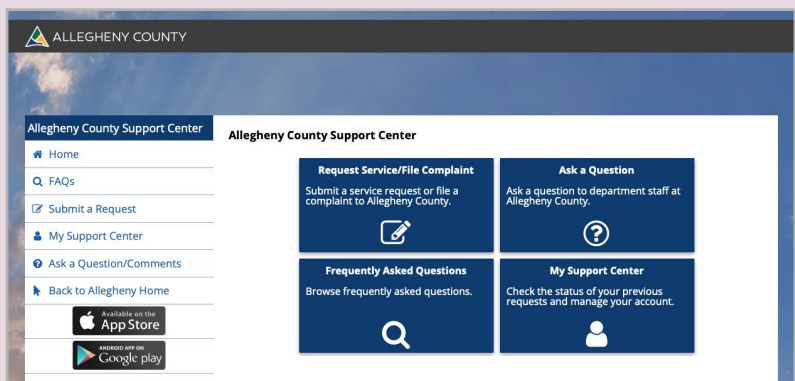 ALLEGHENY COUNTY
Allegheny County Support Center
Home
FAQs
Submit a Request
My Support Center
Ask a Question/Comments
Back to Allegheny Home
Available on the
App Store
ANDROID APP ON
Google play
Allegheny County Support Center
Request Service/File Complaint
Submit a service request or file a
complaint to Allegheny County.
Ask a Question
Ask a question to department staff at
Allegheny County.
Frequently Asked Questions
Browse frequently asked questions.
My Support Center
Check the status of your previous
requests and manage your account.